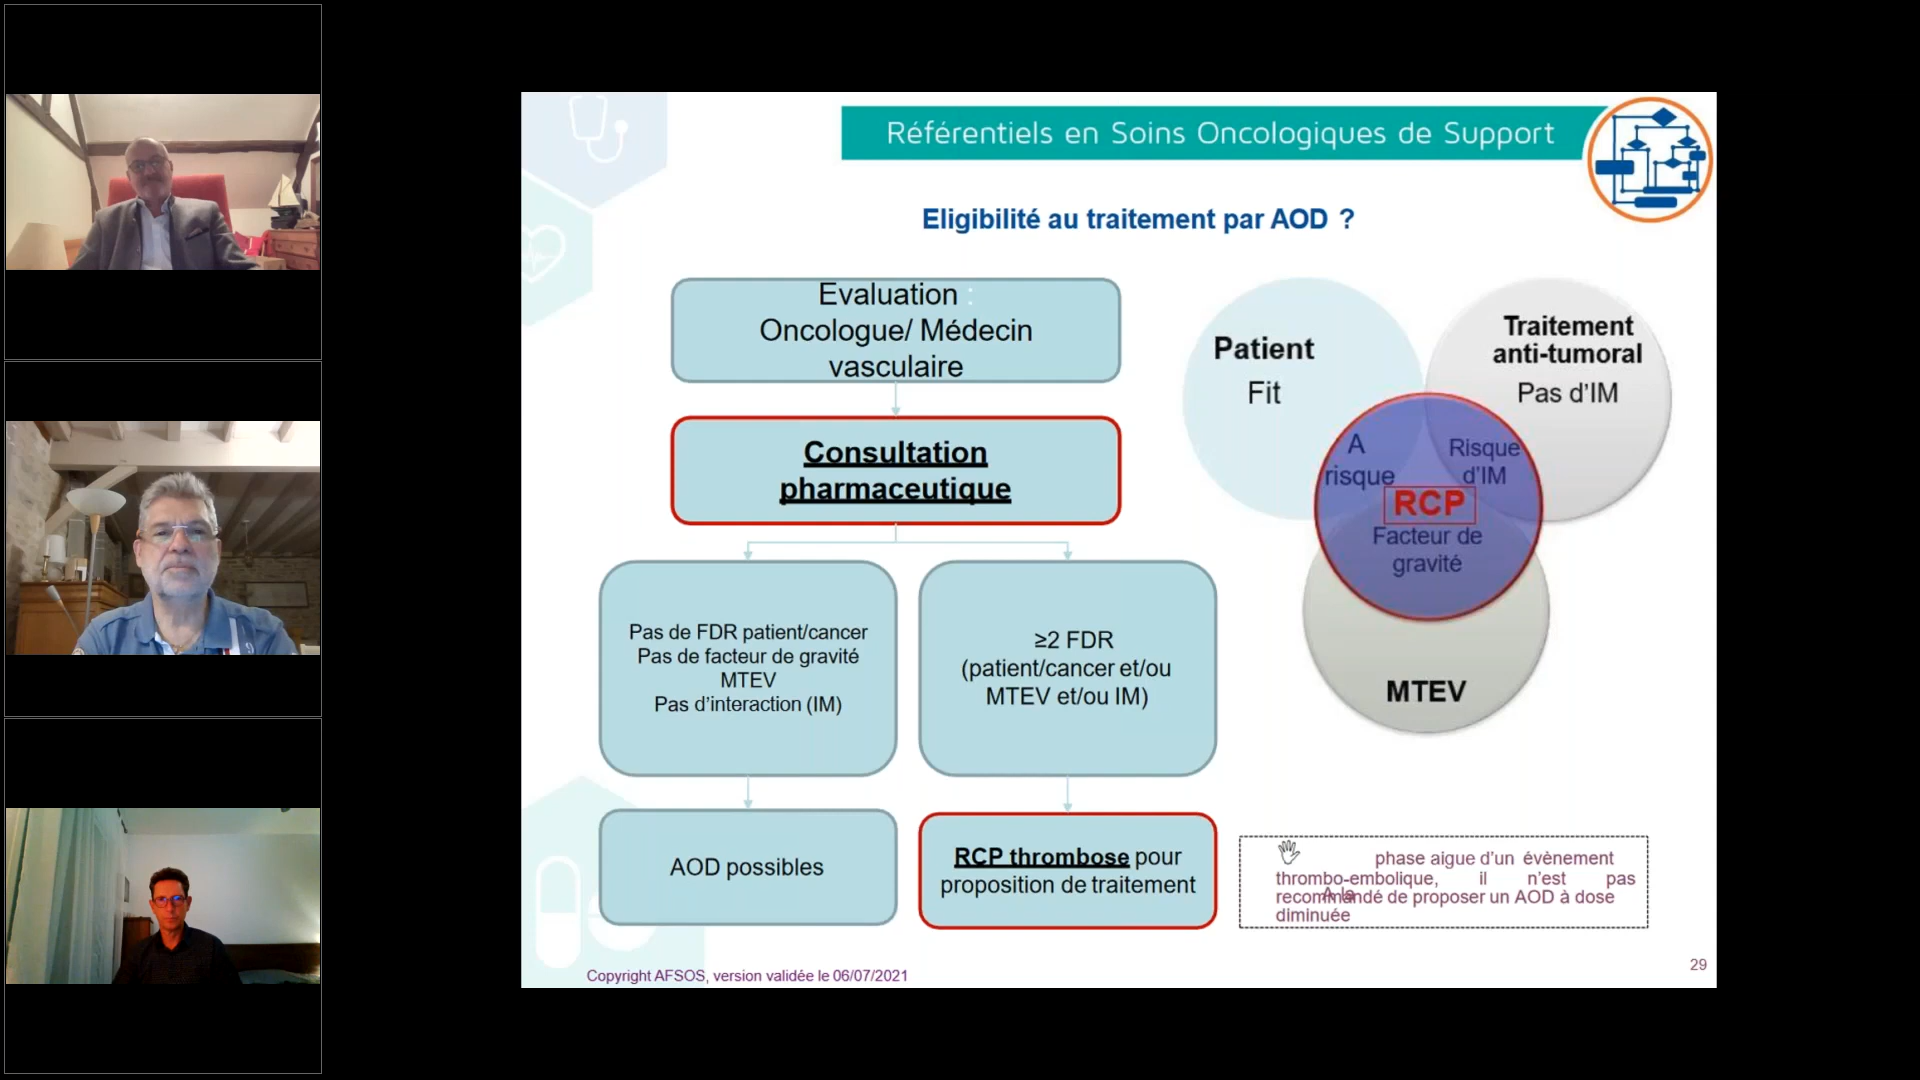 Référentiels en Soins Oncologiques de Support
Eligibilité au traitement par AOD ?
Evaluation :
Oncologue/ Médecin
vasculaire
Consultation
pharmaceutique
Pas de FDR patient/cancer
Pas de facteur de gravité
MTEV
Pas d'interaction (IM)
≥2 FDR
(patient/cancer et/ou
MTEV et/ou IM)
AOD possibles
RCP thrombose pour
proposition de traitement
Patient
Fit
Traitement
anti-tumoral
Pas d'IM
A
risque
Risque
d'IM
RCP
Facteur de
gravité
MTEV
A la
phase aigue d'un évènement
thrombo-embolique, il n'est pas
recommandé de proposer un AOD à dose
diminuée
Copyright AFSOS, version validée le 06/07/2021
29